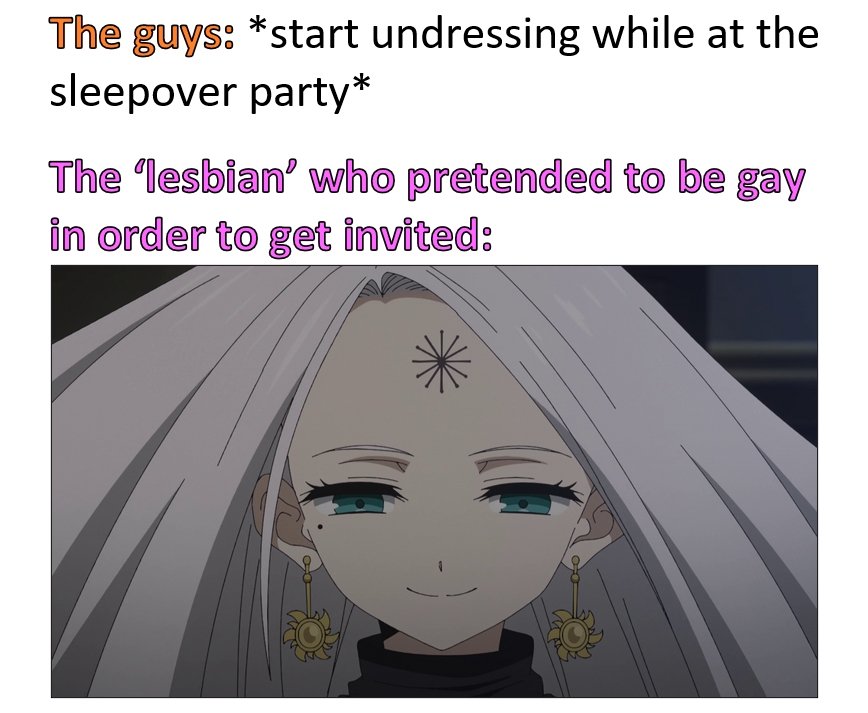 The guys: *start undressing while at the
sleepover party*
The ‘lesbian’ who pretended to be gay
in order to get invited: